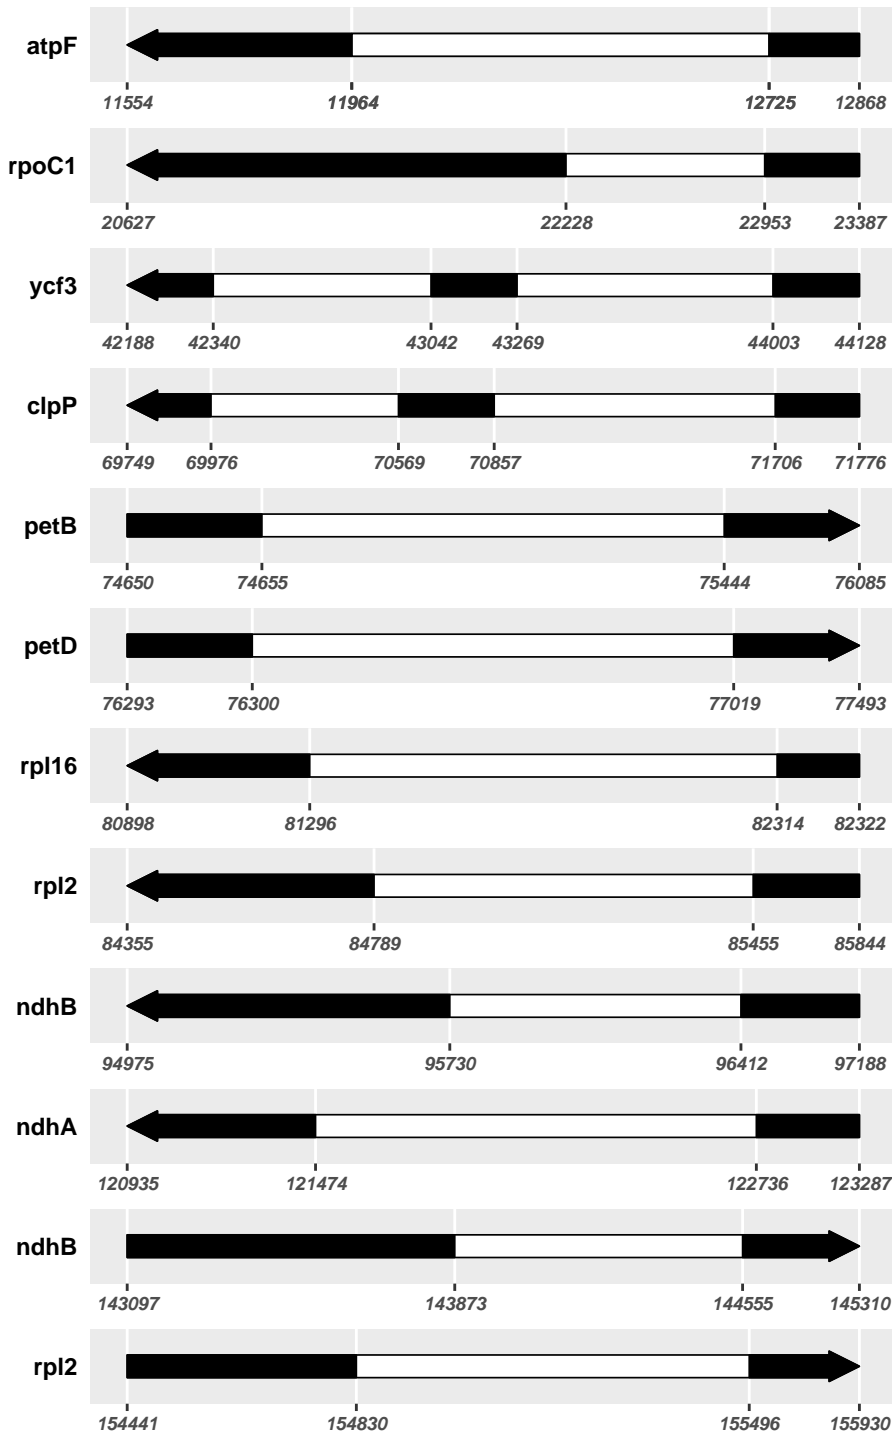 atpF
11554 11964 12725 12868
rpoC1
20627 22228 22953 23387
ycf3
42188 42340 43042 43269 44003 44128
clpP
69749 69976 70569 70857 71706 71776
petB
74650 74655 75444 76085
petD
76293 76300 77019 77493
rpl16
80898 81296 82314 82322
rpl2
84355 84789 85455 85844
ndhB
94975 95730 96412 97188
ndhA
120935 121474 122736 123287
ndhB
143097 143873 144555 145310
rpl2
154441 154830 155496 155930